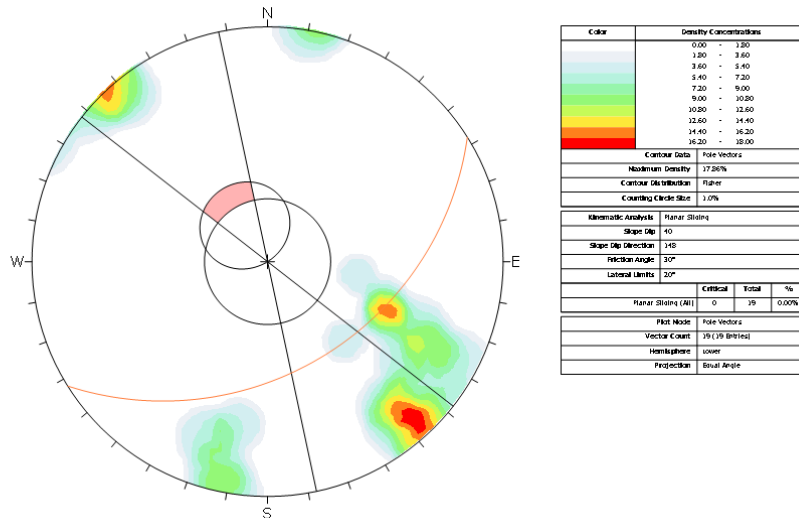 N
W
E
S
Color Density Concentrations
0.00 - 1.80
1.80 - 3.60
3.60 - 5.40
5.40 - 7.20
7.20 - 9.00
9.00 - 10.80
10.80 - 12.60
12.60 - 14.40
14.40 - 16.20
16.20 - 18.00
Contour Data Pole Vectors
Maximum Density 17.86%
Contour Distribution Fisher
Counting Circle Size 1.0%
Kinematic Analysis Planar Sliding
Slope Dip 40
Slope Dip Direction 148
Friction Angle 30°
Lateral Limits 20°
Critical Total %
Planar Sliding (All) 0 19 0.00%
Plot Mode Pole Vectors
Vector Count 19 (19 Entries)
Hemisphere Lower
Projection Equal Angle